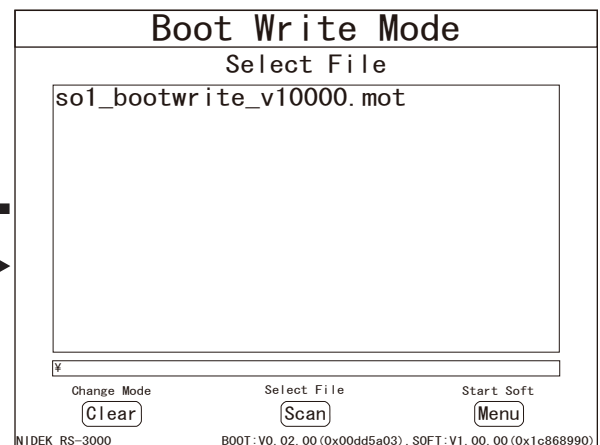 Boot Write Mode
Select File
so1_bootwrite_v10000.mot
¥
Change Mode Select File Start Soft
Clear Scan Menu
NIDEK RS-3000 BOOT:V0.02.00(0x00dd5a03),SOFT:V1.00.00(0x1c868990)